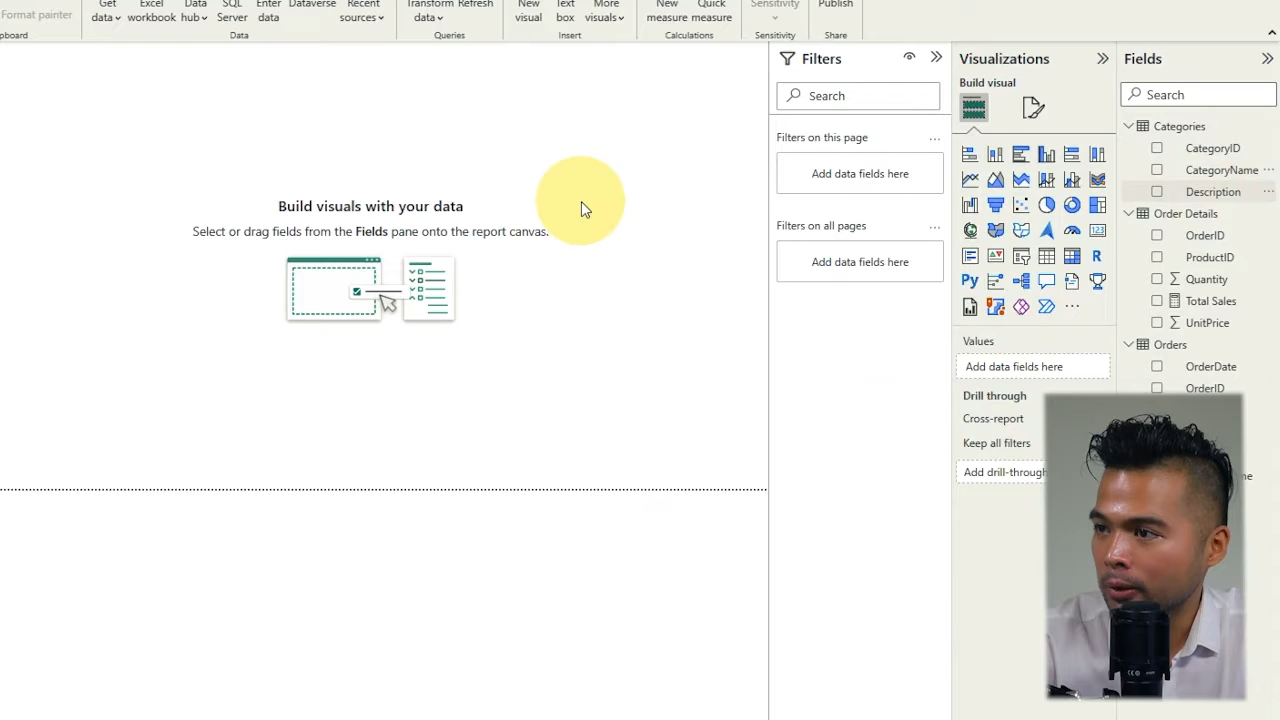 Format painter
Get data
Excel workbook
Data hub
SQL Server
Enter data
Dataverse
Recent sources
Transform data
Refresh
New visual
Text box
More visuals
New measure
Quick measure
Sensitivity
Publish
Data
Queries
Insert
Calculations
Sensitivity
Share
Filters
Search
Filters on this page
Add data fields here
Filters on all pages
Add data fields here
Visualizations
Build visual
123
R
Py
Values
Add data fields here
Drill through
Cross-report
Keep all filters
Fields
Search
Categories
CategoryID
CategoryName
Description
Order Details
OrderID
ProductID
Quantity
Total Sales
UnitPrice
Orders
OrderDate
OrderID
Build visuals with your data
Select or drag fields from the Fields pane onto the report canvas.